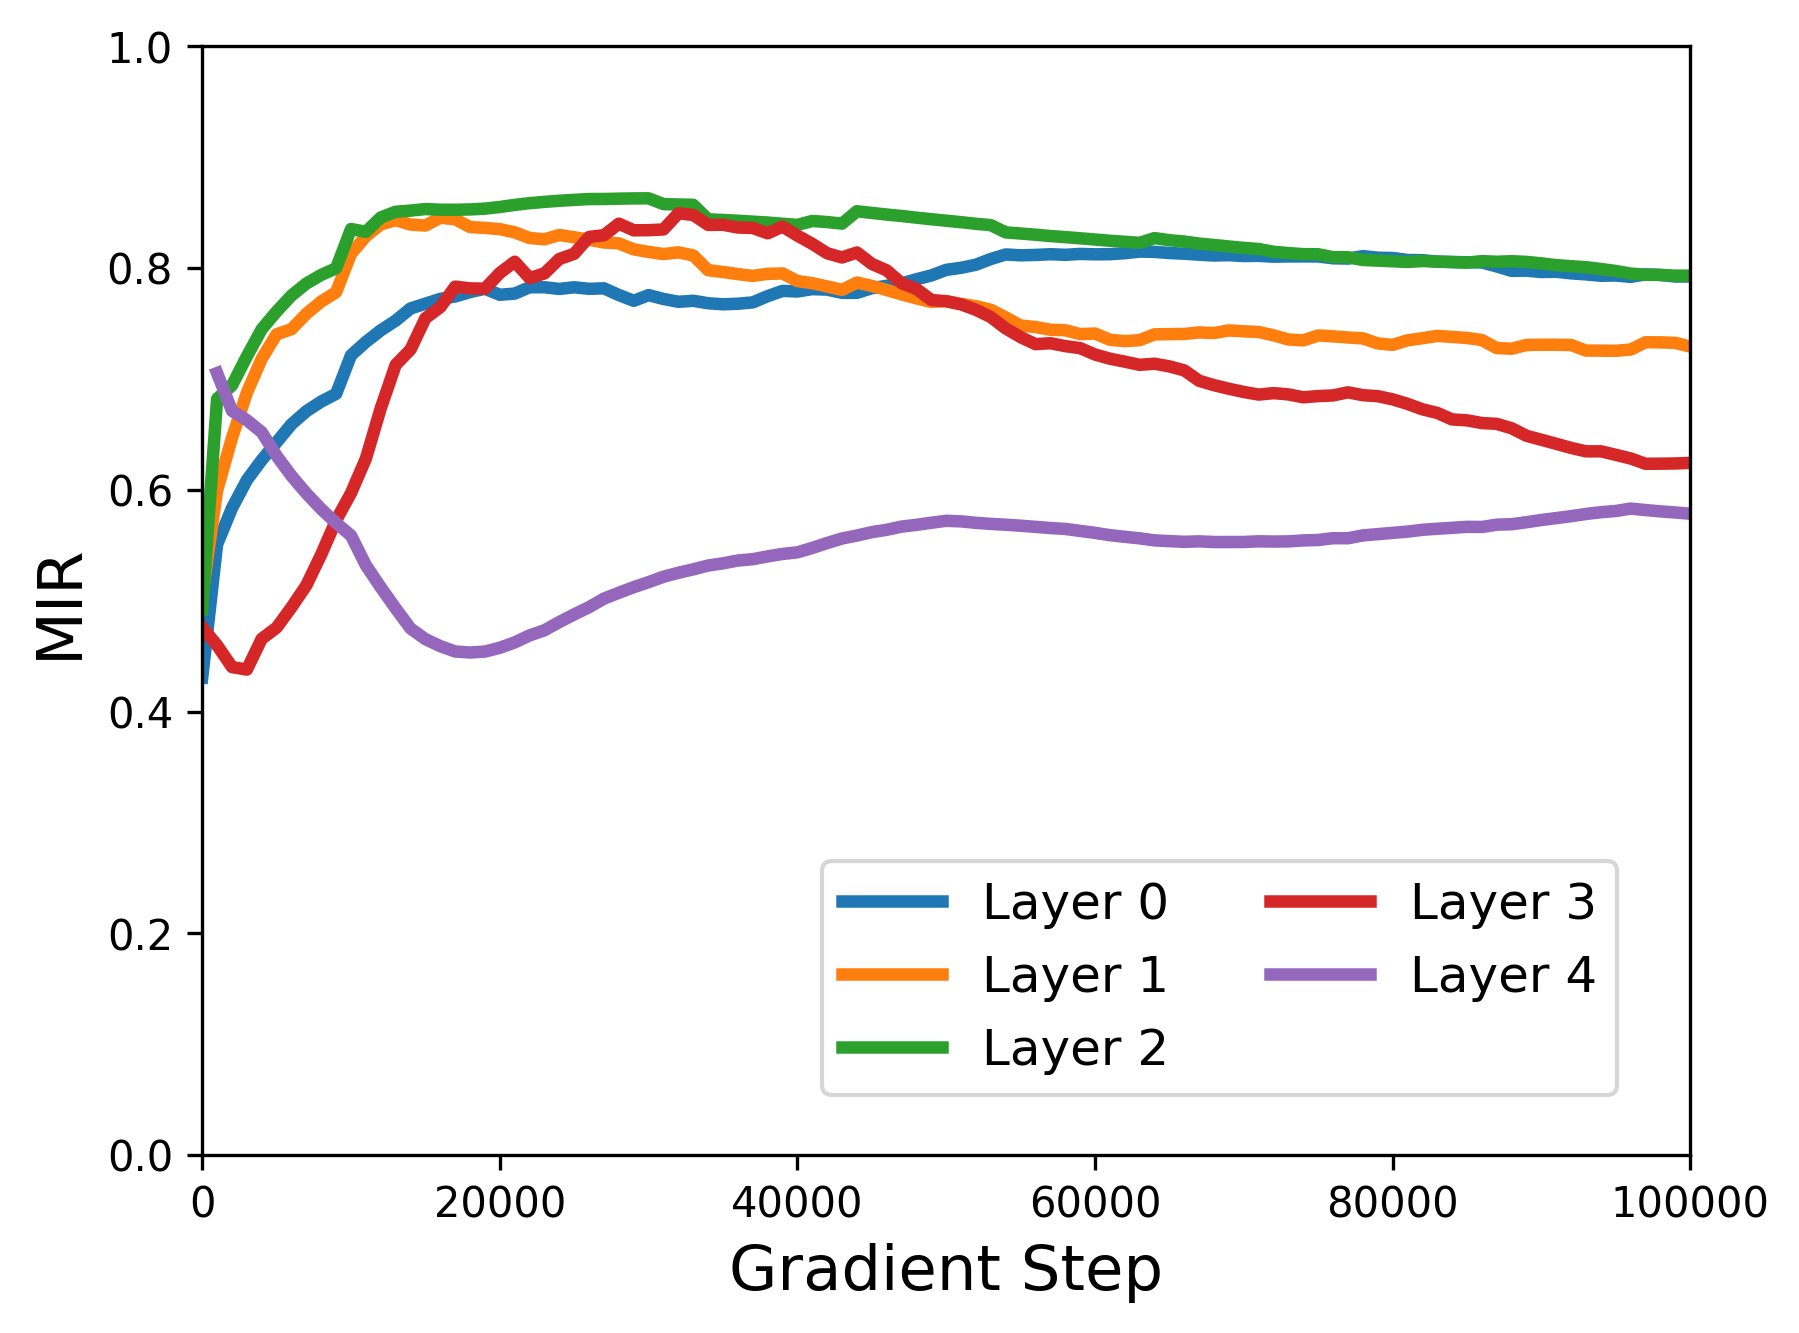 1.0
0.8
0.6
0.4
0.2
0.0
MIR
Layer 0
Layer 1
Layer 2
Layer 3
Layer 4
0 20000 40000 60000 80000 100000
Gradient Step